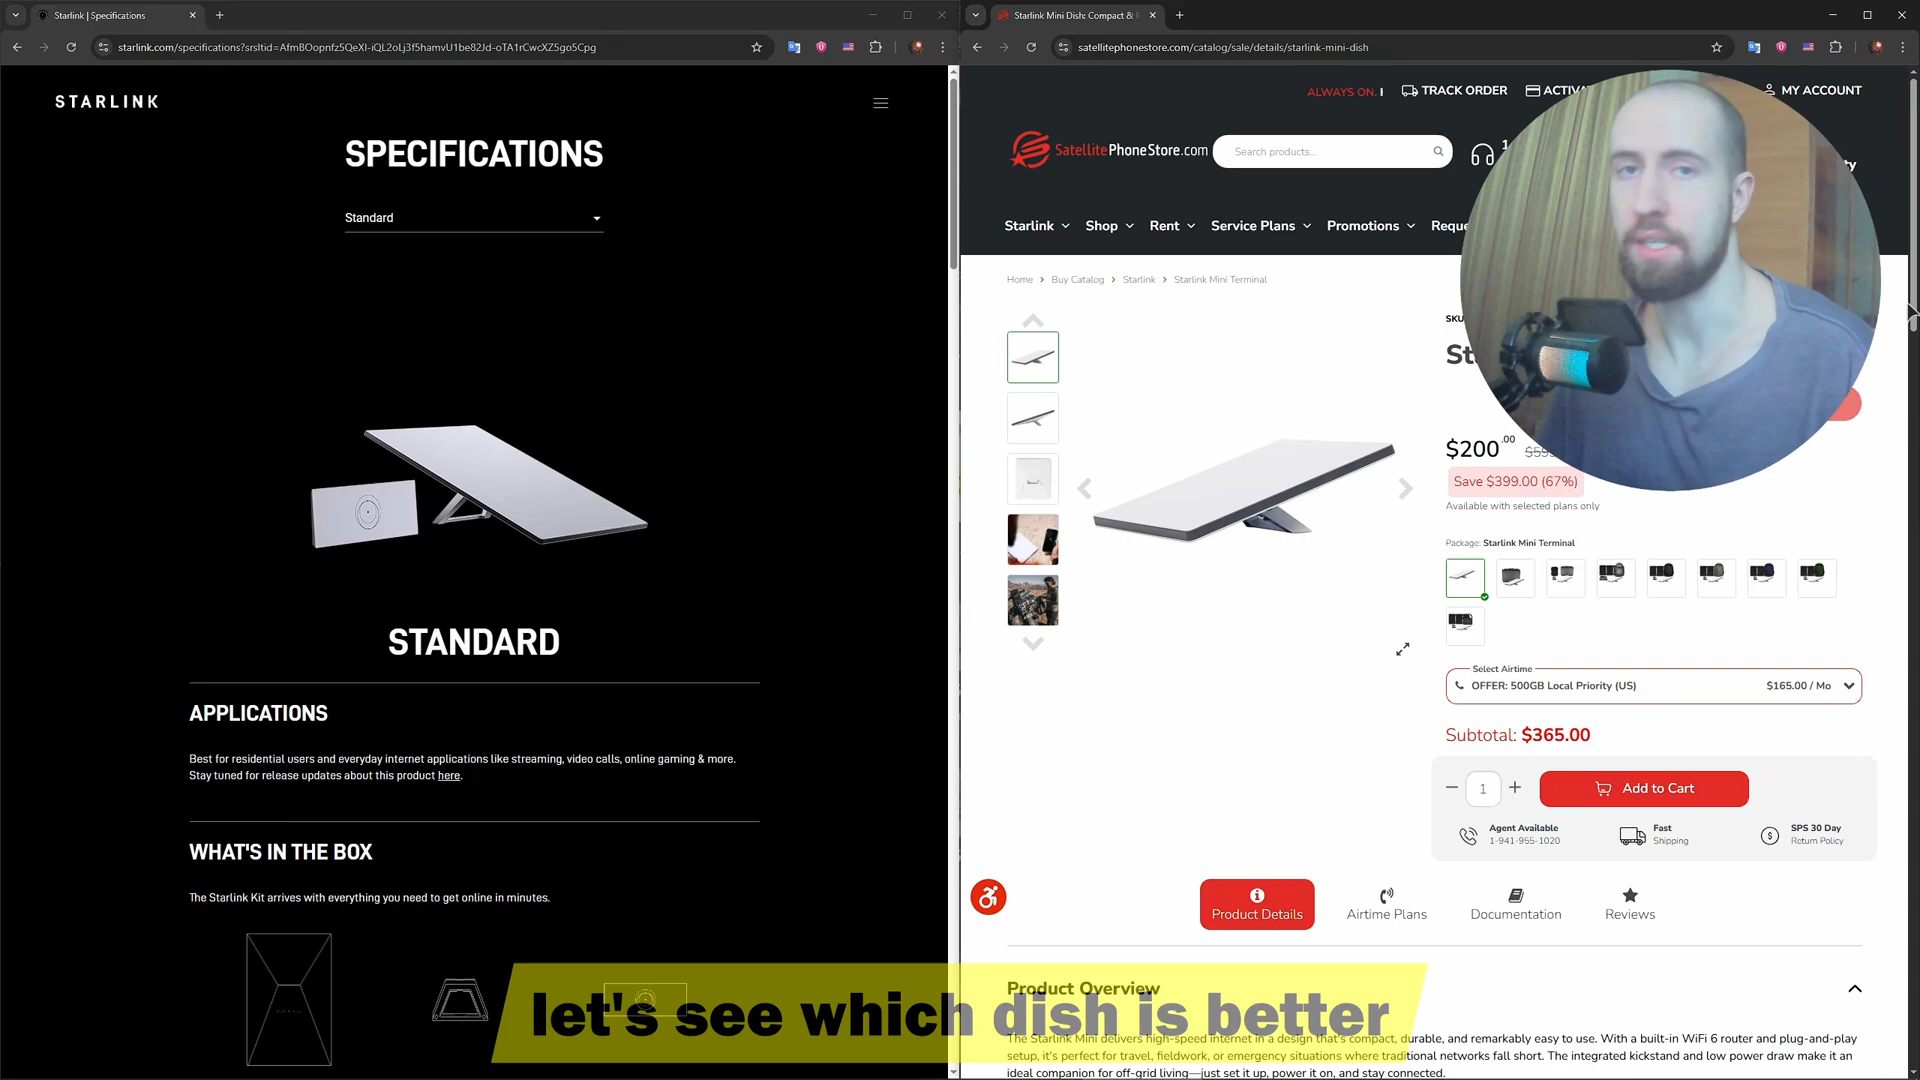 Starlink | Specifications
starlink.com/specifications?srsltid=AfmBOopnfz5QeXl-iQL2oLj3f5hamvU1be82Jd-oTA1rCwcXZ5go5Cpg
STARLINK
SPECIFICATIONS
Standard
STANDARD
APPLICATIONS
Best for residential users and everyday internet applications like streaming, video calls, online gaming & more.
Stay tuned for release updates about this product here.
WHAT'S IN THE BOX
The Starlink Kit arrives with everything you need to get online in minutes.
Starlink Mini Dish: Compact &
satellitephonestore.com/catalog/sale/details/starlink-mini-dish
ALWAYS ON.
TRACK ORDER
MY ACCOUNT
SatellitePhoneStore.com
Search products...
Starlink
Shop
Rent
Service Plans
Promotions
Home > Buy Catalog > Starlink > Starlink Mini Terminal
SKU
$200.00
Save $399.00 (67%)
Available with selected plans only
Package: Starlink Mini Terminal
Select Airtime
OFFER: 500GB Local Priority (US) $165.00 / Mo
Subtotal: $365.00
1
Add to Cart
Agent Available
1-941-955-1020
Fast
Shipping
SPS 30 Day
Return Policy
Product Details
Airtime Plans
Documentation
Reviews
Product Overview
The Starlink Mini delivers high-speed internet in a design that's compact, durable, and remarkably easy to use. With a built-in WiFi 6 router and plug-and-play
setup, it's perfect for travel, fieldwork, or emergency situations where traditional networks fall short. The integrated kickstand and low power draw make it an
ideal companion for off-grid living—just set it up, power it on, and stay connected.
let's see which dish is better